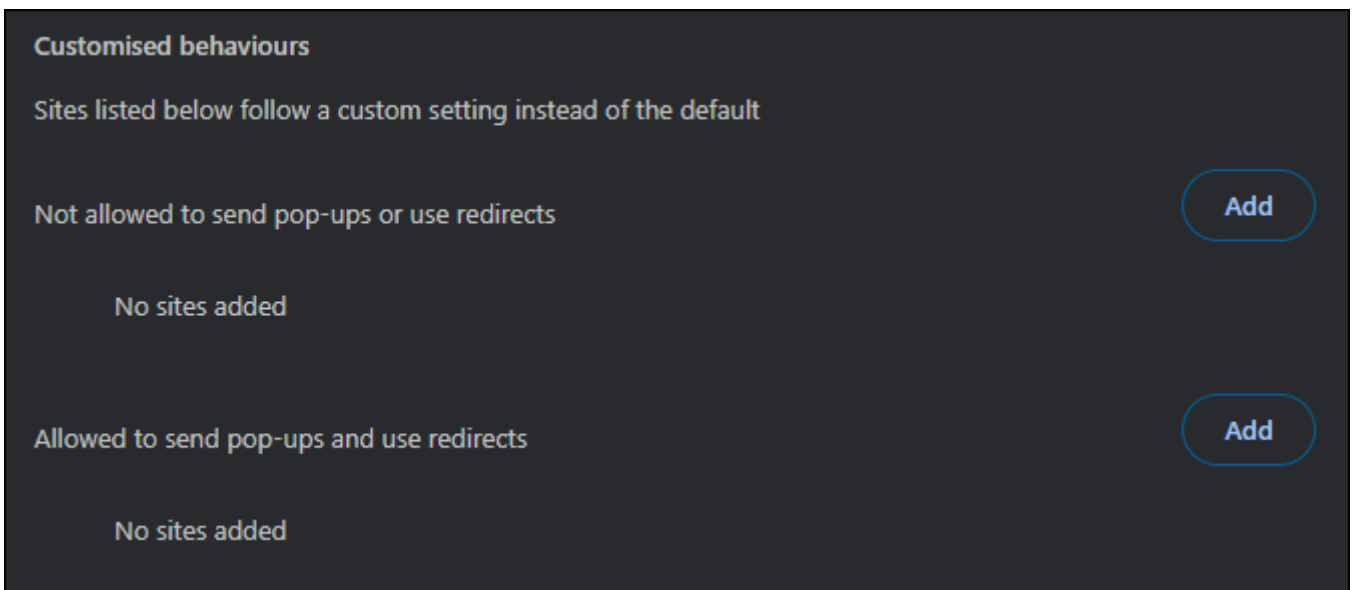 Customised behaviours
Sites listed below follow a custom setting instead of the default
Not allowed to send pop-ups or use redirects
Add
No sites added
Allowed to send pop-ups and use redirects
Add
No sites added